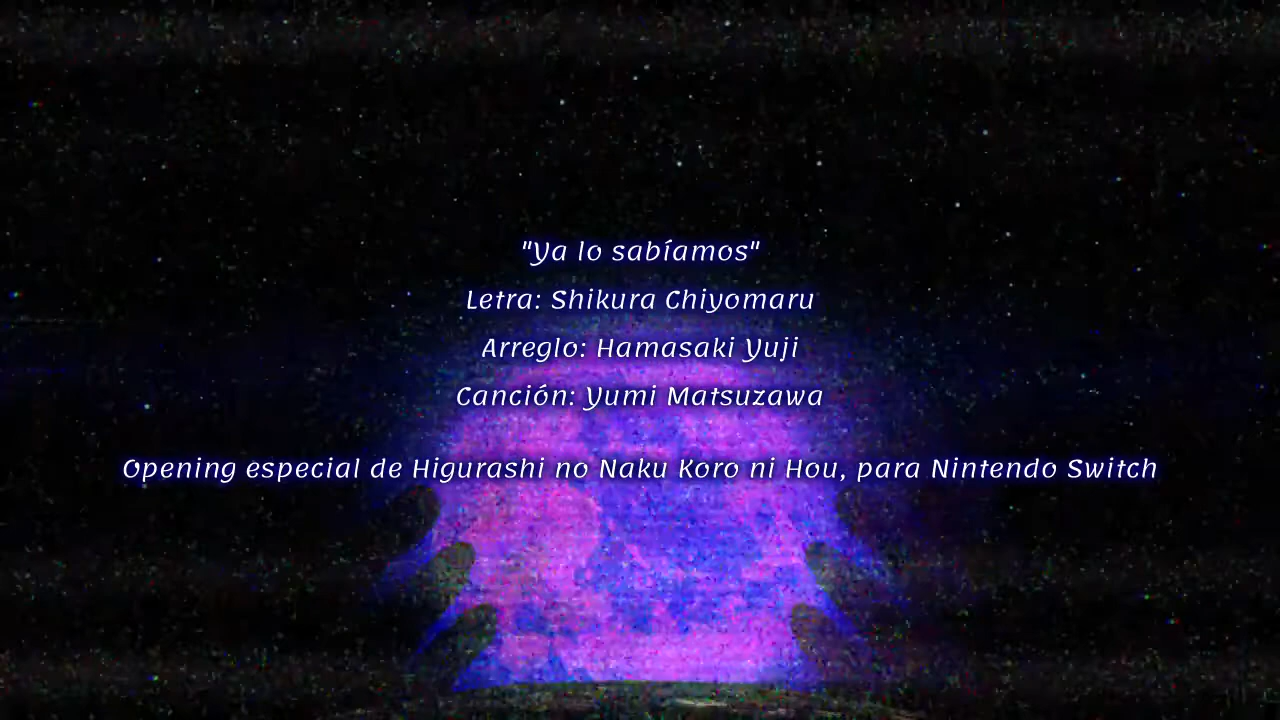 "Ya lo sabíamos"
Letra: Shikura Chiyomaru
Arreglo: Hamasaki Yuji
Canción: Yumi Matsuzawa
Opening especial de Higurashi no Naku Koro ni Hou, para Nintendo Switch